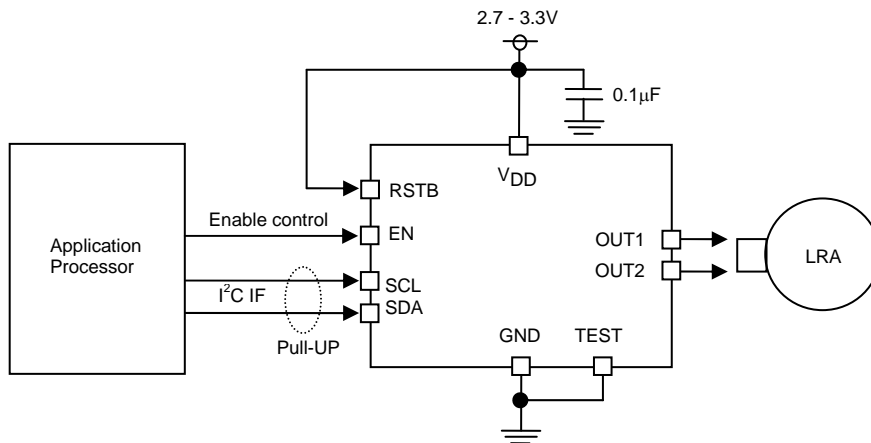 2.7 - 3.3V
0.1μF
VDD
RSTB
Enable control
EN
Application
Processor
OUT1
LRA
OUT2
SCL
I²C IF
SDA
Pull-UP
GND
TEST